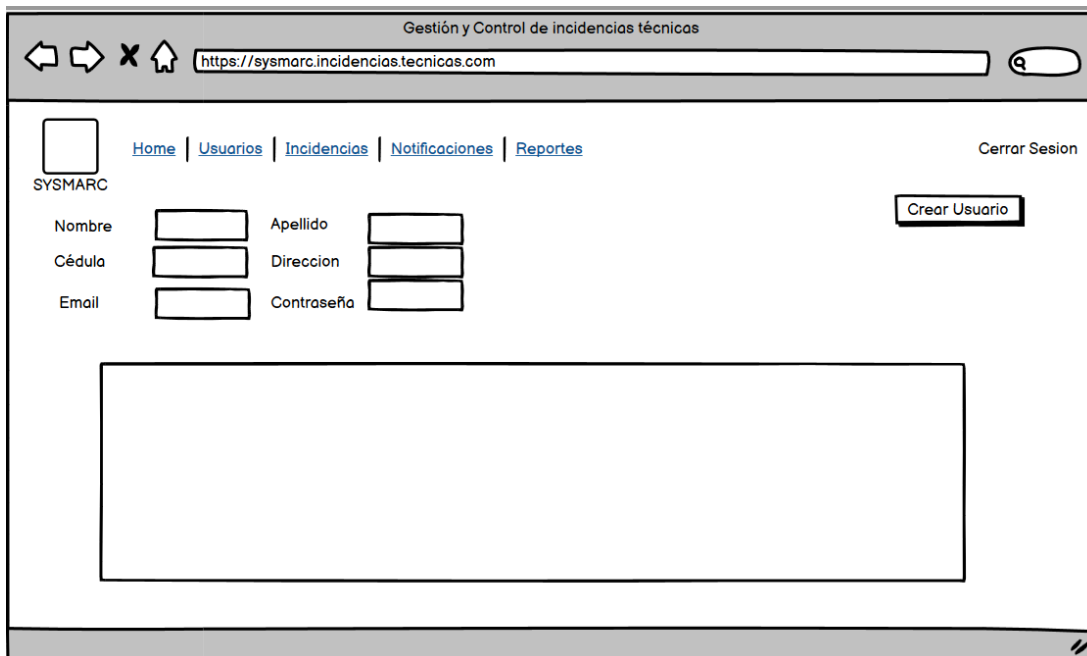 Gestión y Control de incidencias técnicas
https://sysmarc.incidencias.tecnicas.com
Home Usuarios Incidencias Notificaciones Reportes Cerrar Sesion
SYSMARC
Crear Usuario
Nombre Apellido
Cédula Direccion
Email Contraseña